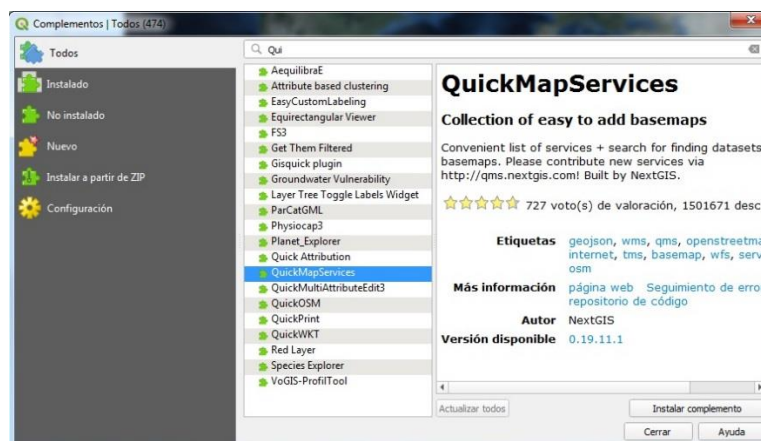 Complementos | Todos (474)
Todos
Instalado
No instalado
Nuevo
Instalar a partir de ZIP
Configuración
Qui
AequilibraE
Attribute based clustering
EasyCustomLabeling
Equirectangular Viewer
FS3
Get Them Filtered
Gisquick plugin
Groundwater Vulnerability
Layer Tree Toggle Labels Widget
ParCatGML
Physiocap3
Planet_Explorer
Quick Attribution
QuickMapServices
QuickMultiAttributeEdit3
QuickOSM
QuickPrint
QuickWKT
Red Layer
Species Explorer
VoGIS-ProfilTool
QuickMapServices
Collection of easy to add basemaps
Convenient list of services + search for finding datasets
basemaps. Please contribute new services via
http://qms.nextgis.com! Built by NextGIS.
727 voto(s) de valoración, 1501671 desc
Etiquetas geojson, wms, qms, openstreetma
internet, tms, basemap, wfs, serv
osm
Más información página web Seguimiento de erro
repositorio de código
Autor NextGIS
Versión disponible 0.19.11.1
Actualizar todos
Instalar complemento
Cerrar
Ayuda